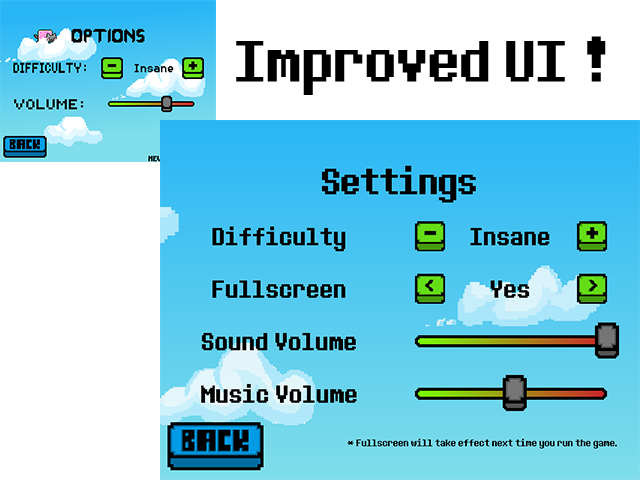 OPTIONS
DIFFICULTY: - Insane +
VOLUME:
BACK
Improved UI !
Settings
Difficulty - Insane +
Fullscreen < Yes >
Sound Volume
Music Volume
BACK
* Fullscreen will take effect next time you run the game.